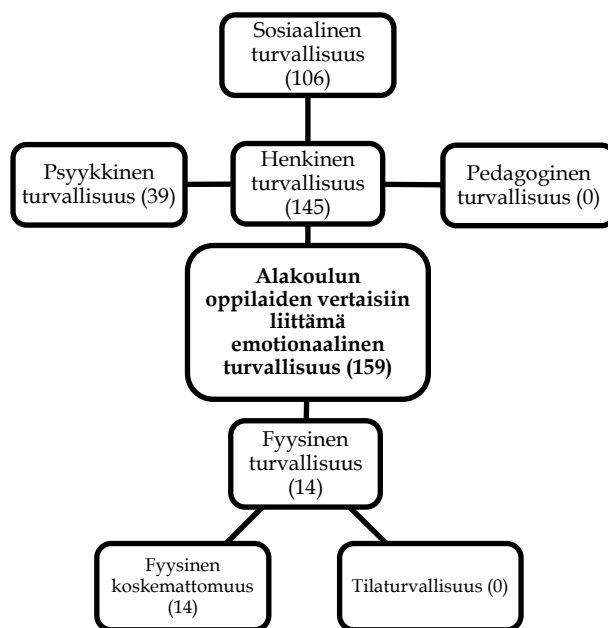 Sosiaalinen
turvallisuus
(106)
Psyykkinen
turvallisuus (39)
Henkinen
turvallisuus
(145)
Pedagoginen
turvallisuus (0)
Alakoulun
oppilaiden vertaisiin
liittämä
emotionaalinen
turvallisuus (159)
Fyysinen
turvallisuus
(14)
Fyysinen
koskemattomuus
(14)
Tilaturvallisuus (0)